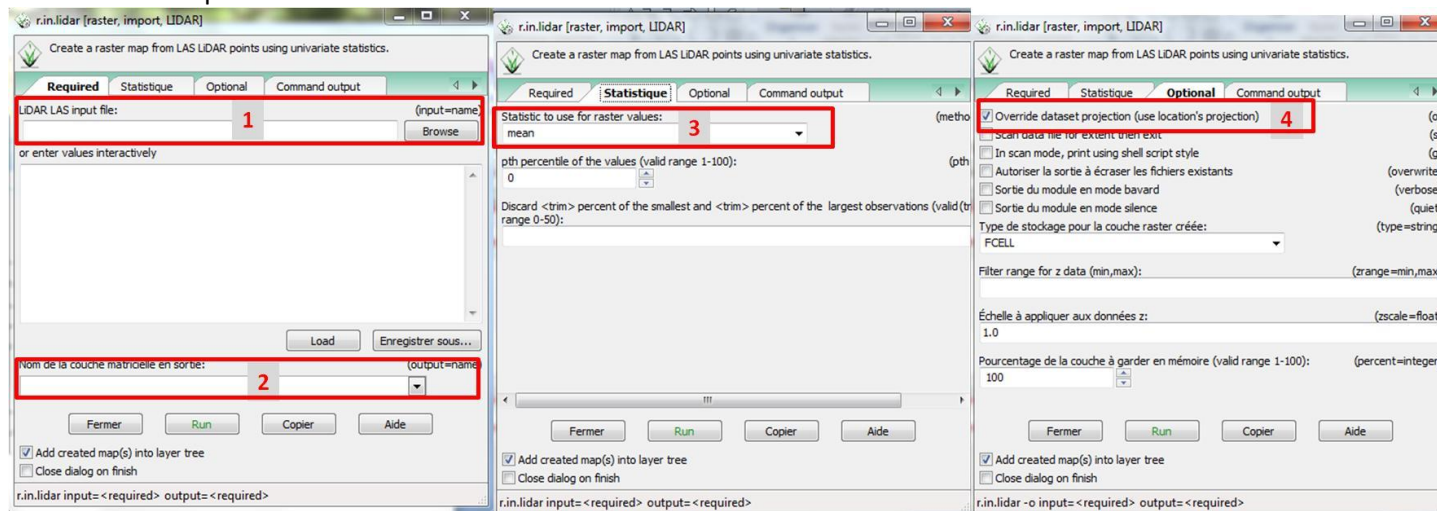 r.in.lidar [raster, import, LIDAR]
Create a raster map from LAS LiDAR points using univariate statistics.
Required Statistique Optional Command output
LiDAR LAS input file: (input=name)
1
Browse
or enter values interactively
Load Enregistrer sous...
Nom de la couche matricielle en sortie: (output=name)
2
Fermer Run Copier Aide
Add created map(s) into layer tree
Close dialog on finish
r.in.lidar input=<required> output=<required>
r.in.lidar [raster, import, LIDAR]
Create a raster map from LAS LiDAR points using univariate statistics.
Required Statistique Optional Command output
Statistic to use for raster values: (metho
mean 3
pth percentile of the values (valid range 1-100): (pth
0
Discard <trim> percent of the smallest and <trim> percent of the largest observations (valid (tr
range 0-50):
Fermer Run Copier Aide
Add created map(s) into layer tree
Close dialog on finish
r.in.lidar input=<required> output=<required>
r.in.lidar [raster, import, LIDAR]
Create a raster map from LAS LiDAR points using univariate statistics.
Required Statistique Optional Command output
Override dataset projection (use location's projection) 4 (o
Scan data file for extent then exit (s
In scan mode, print using shell script style (g
Autoriser la sortie à écraser les fichiers existants (overwrite
Sortie du module en mode bavard (verbose
Sortie du module en mode silence (quiet
Type de stockage pour la couche raster créée: (type=string
FCELL
Filter range for z data (min,max): (zrange=min,max
Échelle à appliquer aux données z: (zscale=float
1.0
Pourcentage de la couche à garder en mémoire (valid range 1-100): (percent=integer
100
Fermer Run Copier Aide
Add created map(s) into layer tree
Close dialog on finish
r.in.lidar -o input=<required> output=<required>